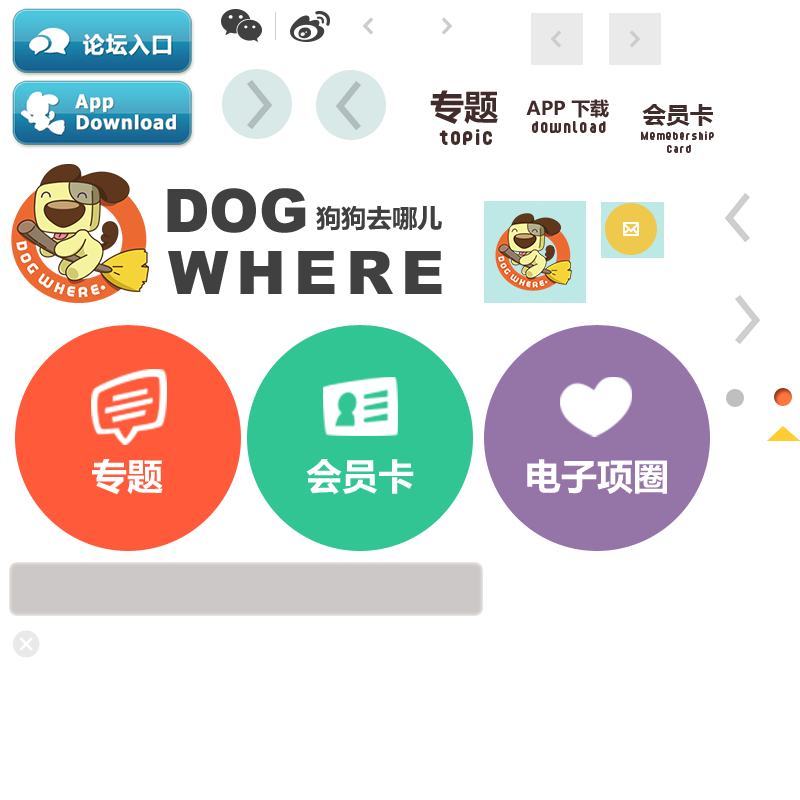 论坛入口
App
Download
专题
topic
APP 下载
download
会员卡
Memebership
Card
DOG WHERE.
DOG 狗狗去哪儿
WHERE
DOG WHERE.
专题
会员卡
电子项圈